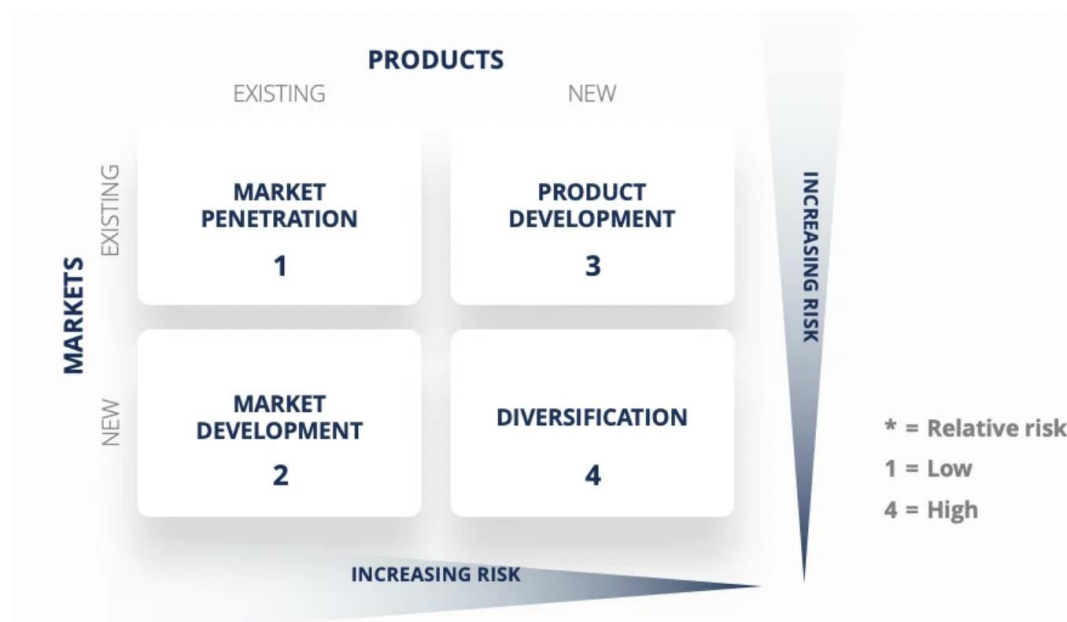 PRODUCTS
EXISTING
NEW
MARKETS
EXISTING
NEW
MARKET
PENETRATION
1
PRODUCT
DEVELOPMENT
3
MARKET
DEVELOPMENT
2
DIVERSIFICATION
4
INCREASING RISK
INCREASING RISK
* = Relative risk
1 = Low
4 = High